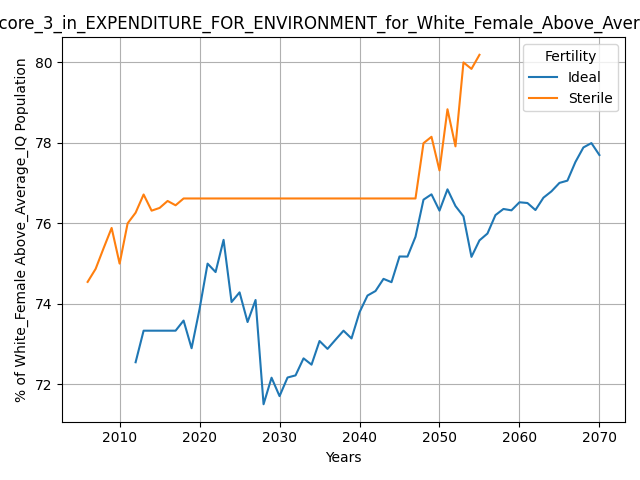 core_3_in_EXPENDITURE_FOR_ENVIRONMENT_for_White_Female_Above_Aver
% of White_Female Above_Average_IQ Population
80
78
76
74
72
Fertility
Ideal
Sterile
2010 2020 2030 2040 2050 2060 2070
Years